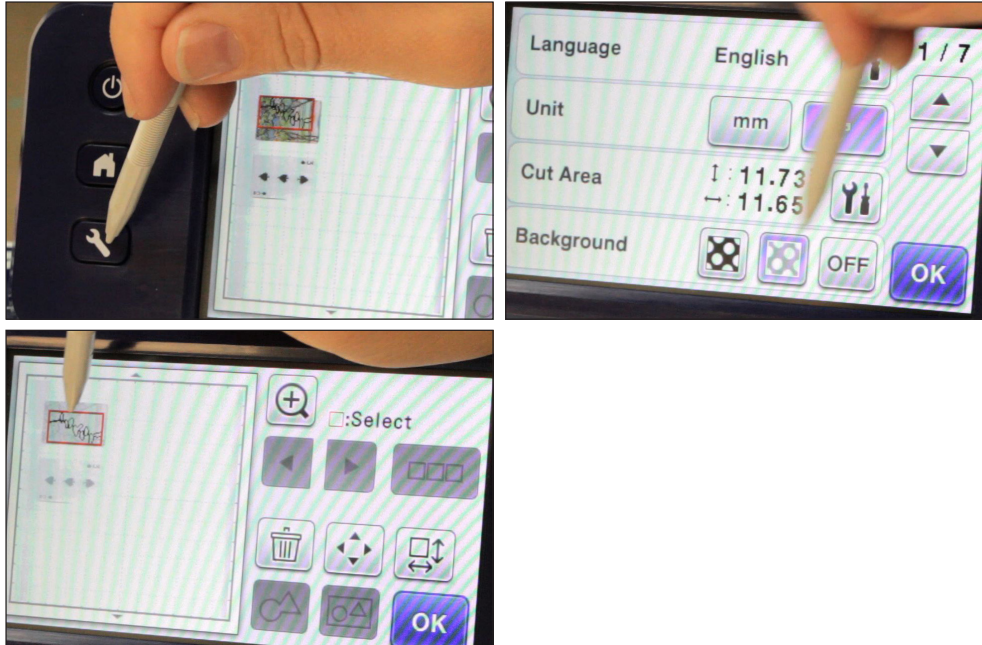 Language English 1 / 7
Unit mm
Cut Area ↕ : 11.73
↔ : 11.65
Background OFF OK
:Select
OK